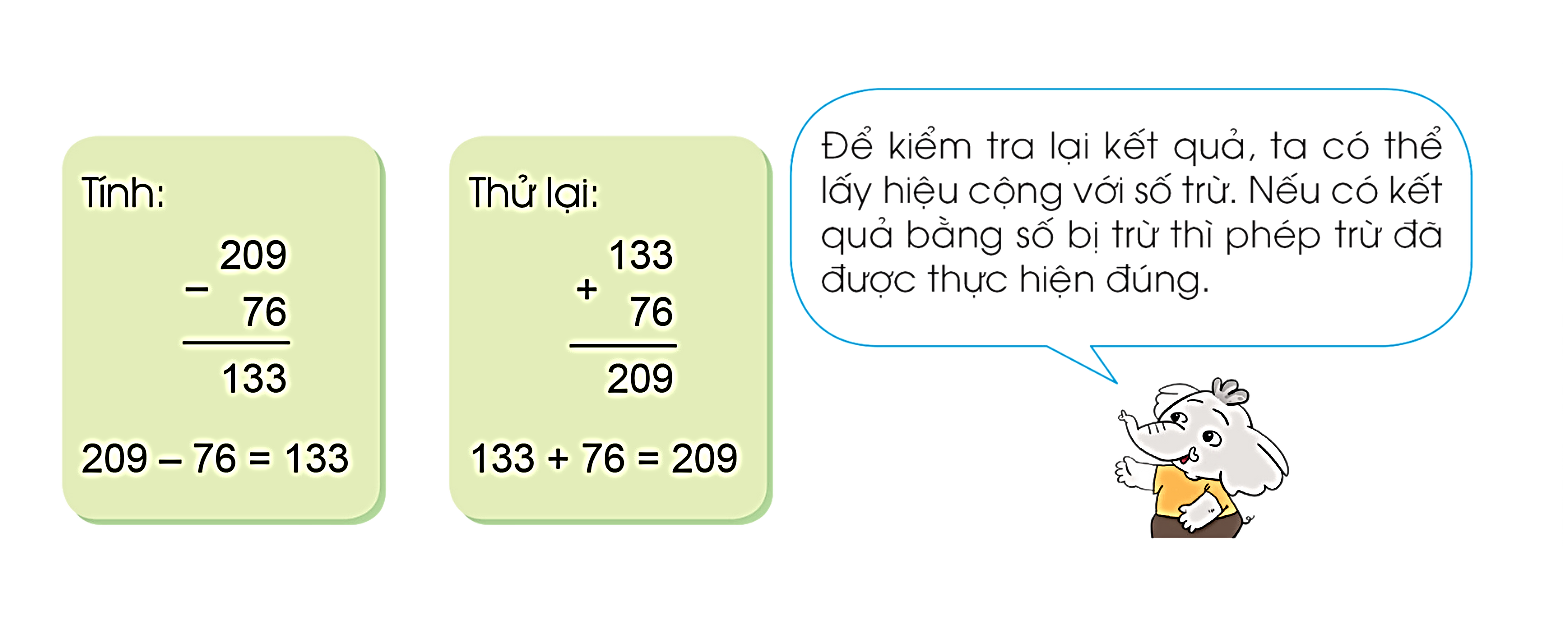 Tính:
209
–
76
133
209 – 76 = 133
Thử lại:
133
+
76
209
133 + 76 = 209
Để kiểm tra lại kết quả, ta có thể
lấy hiệu cộng với số trừ. Nếu có kết
quả bằng số bị trừ thì phép trừ đã
được thực hiện đúng.